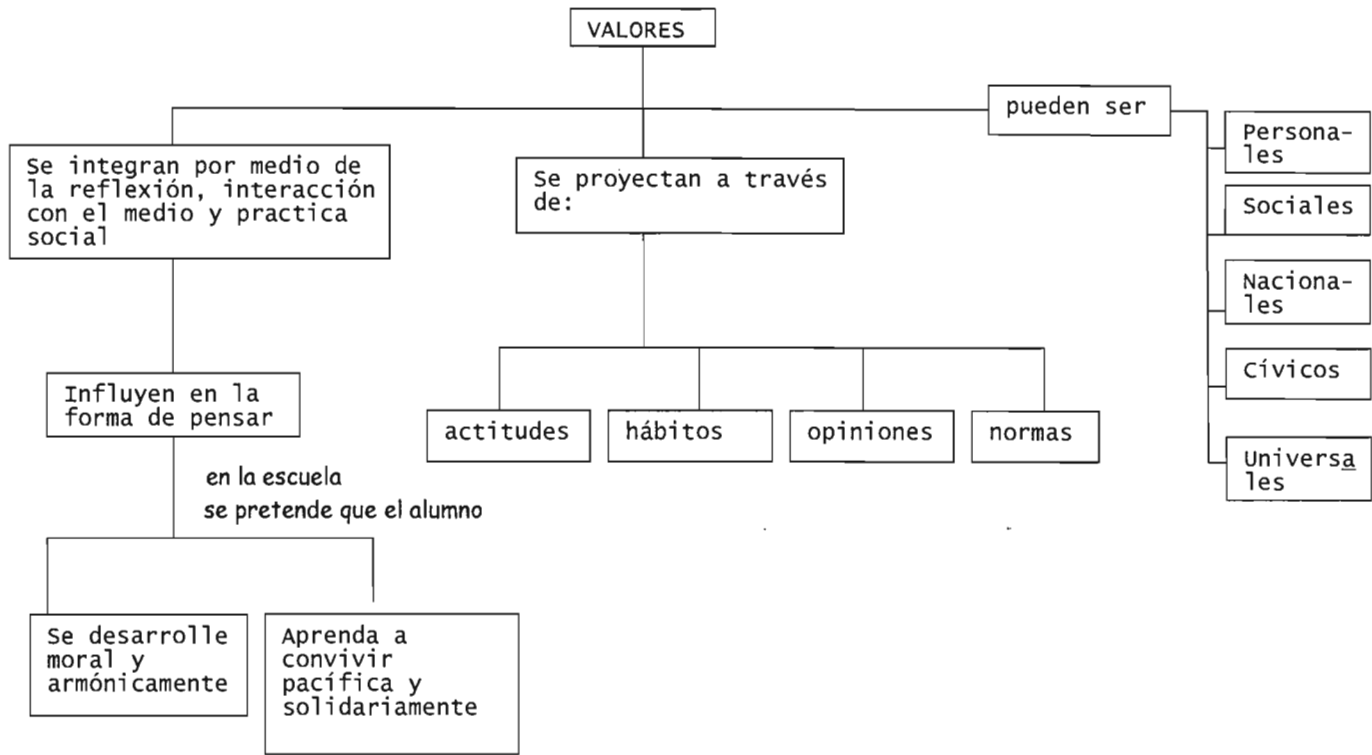 VALORES
pueden ser
Se integran por medio de
la reflexión, interacción
con el medio y practica
social
Se proyectan a través
de:
Persona-
les
Sociales
Naciona-
les
Cívicos
Universa
les
Influyen en la
forma de pensar
actitudes
hábitos
opiniones
normas
en la escuela
se pretende que el alumno
Se desarrolle
moral y
armónicamente
Aprenda a
convivir
pacífica y
solidariamente